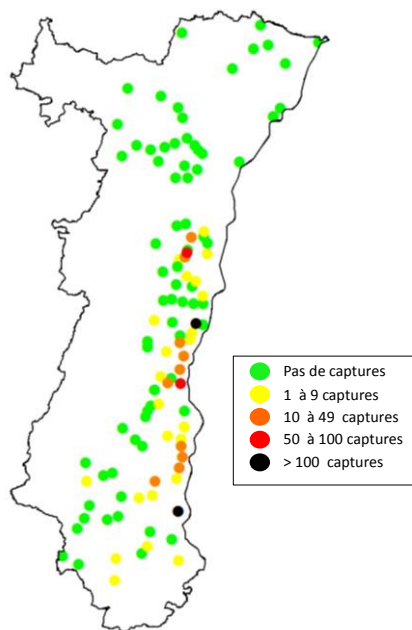 Pas de captures
1 à 9 captures
10 à 49 captures
50 à 100 captures
> 100 captures